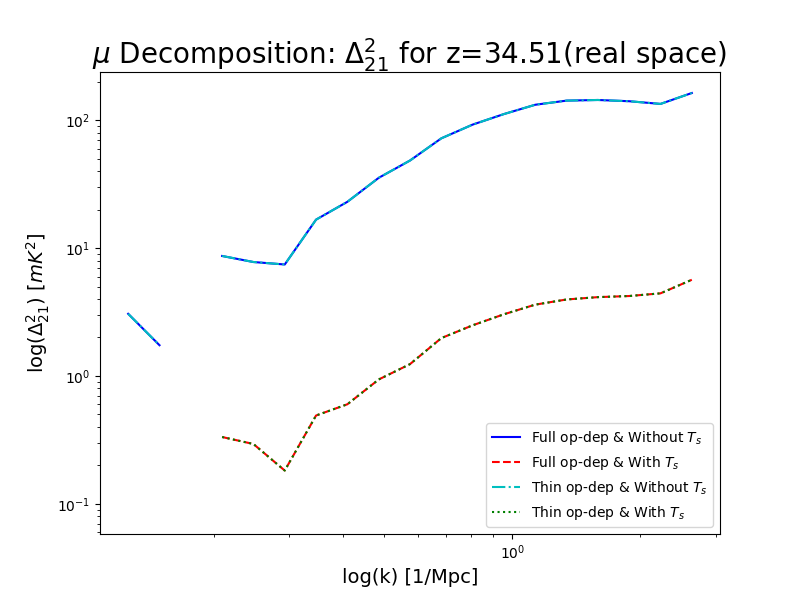 μ Decomposition: Δ²₂₁ for z=34.51(real space)
log(Δ²₂₁) [mK²]
10²
10¹
10⁰
10⁻¹
Full op-dep & Without Tₛ
Full op-dep & With Tₛ
Thin op-dep & Without Tₛ
Thin op-dep & With Tₛ
10⁰
log(k) [1/Mpc]